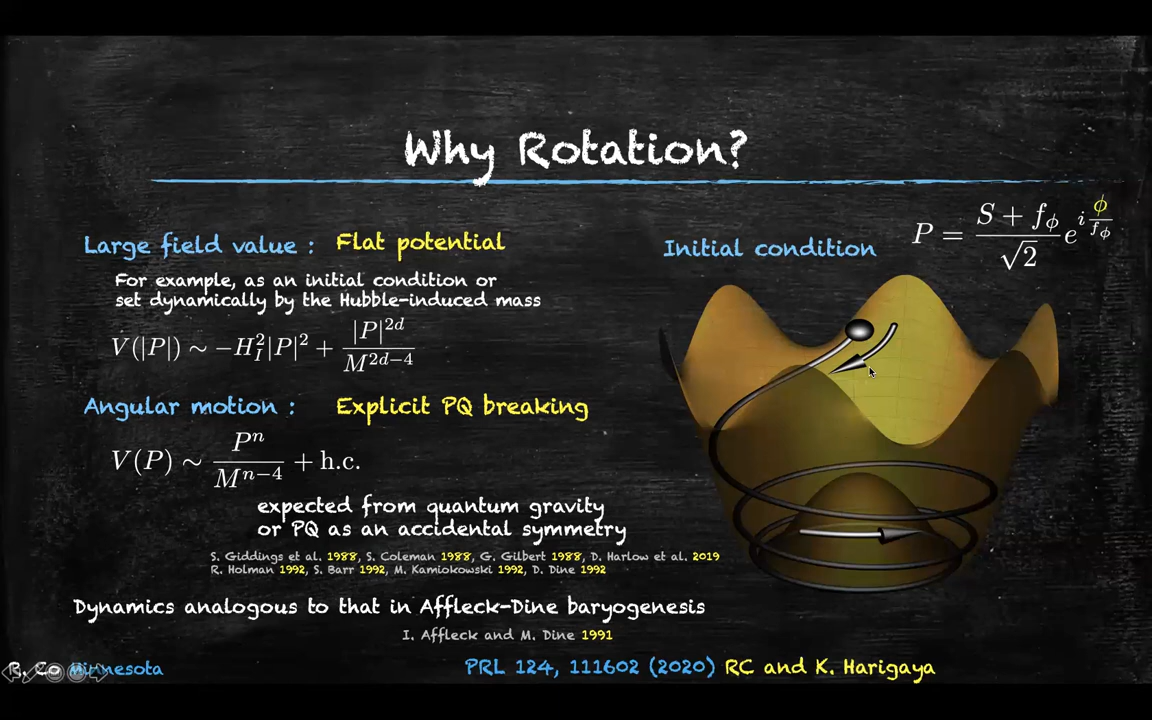 Why Rotation?
Large field value : Flat potential
For example, as an initial condition or
set dynamically by the Hubble-induced mass
V(|P|) ∼ −H_I^2|P|^2 + |P|^{2d}/M^{2d−4}
Angular motion : Explicit PQ breaking
V(P) ∼ P^n/M^{n−4} + h.c.
expected from quantum gravity
or PQ as an accidental symmetry
S. Giddings et al. 1988, S. Coleman 1988, G. Gilbert 1988, D. Harlow et al. 2019
R. Holman 1992, S. Barr 1992, M. Kamiokowski 1992, D. Dine 1992
Dynamics analogous to that in Affleck-Dine baryogenesis
I. Affleck and M. Dine 1991
Initial condition
P = (S + f_ϕ)/√2 e^{i ϕ/f_ϕ}
R. Co Minnesota
PRL 124, 111602 (2020) RC and K. Harigaya